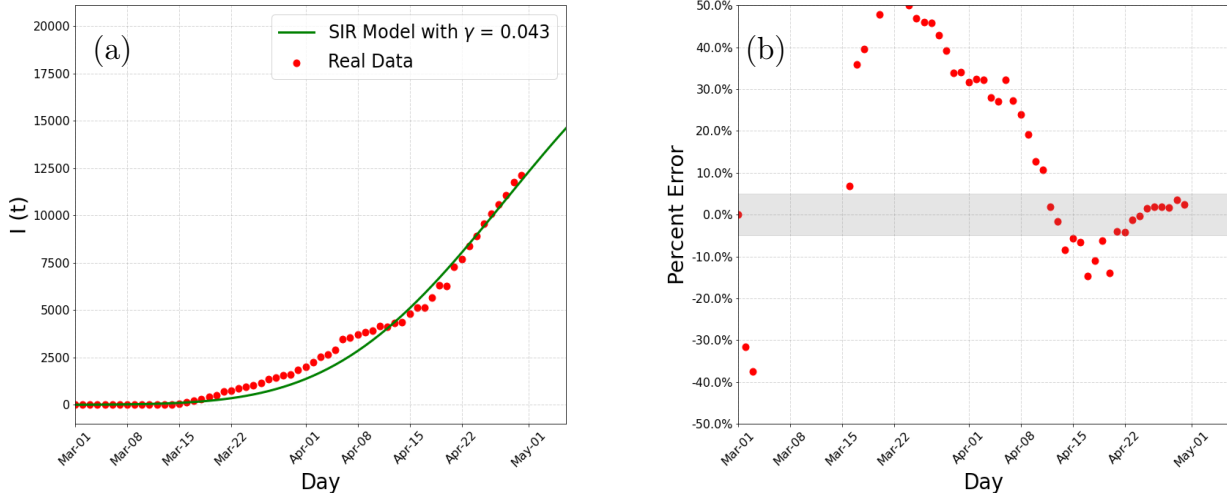 (a)
SIR Model with γ = 0.043
Real Data
20000
17500
15000
12500
10000
7500
5000
2500
0
I (t)
Mar-01
Mar-08
Mar-15
Mar-22
Apr-01
Apr-08
Apr-15
Apr-22
May-01
Day
(b)
50.0%
40.0%
30.0%
20.0%
10.0%
0.0%
-10.0%
-20.0%
-30.0%
-40.0%
-50.0%
Percent Error
Mar-01
Mar-08
Mar-15
Mar-22
Apr-01
Apr-08
Apr-15
Apr-22
May-01
Day